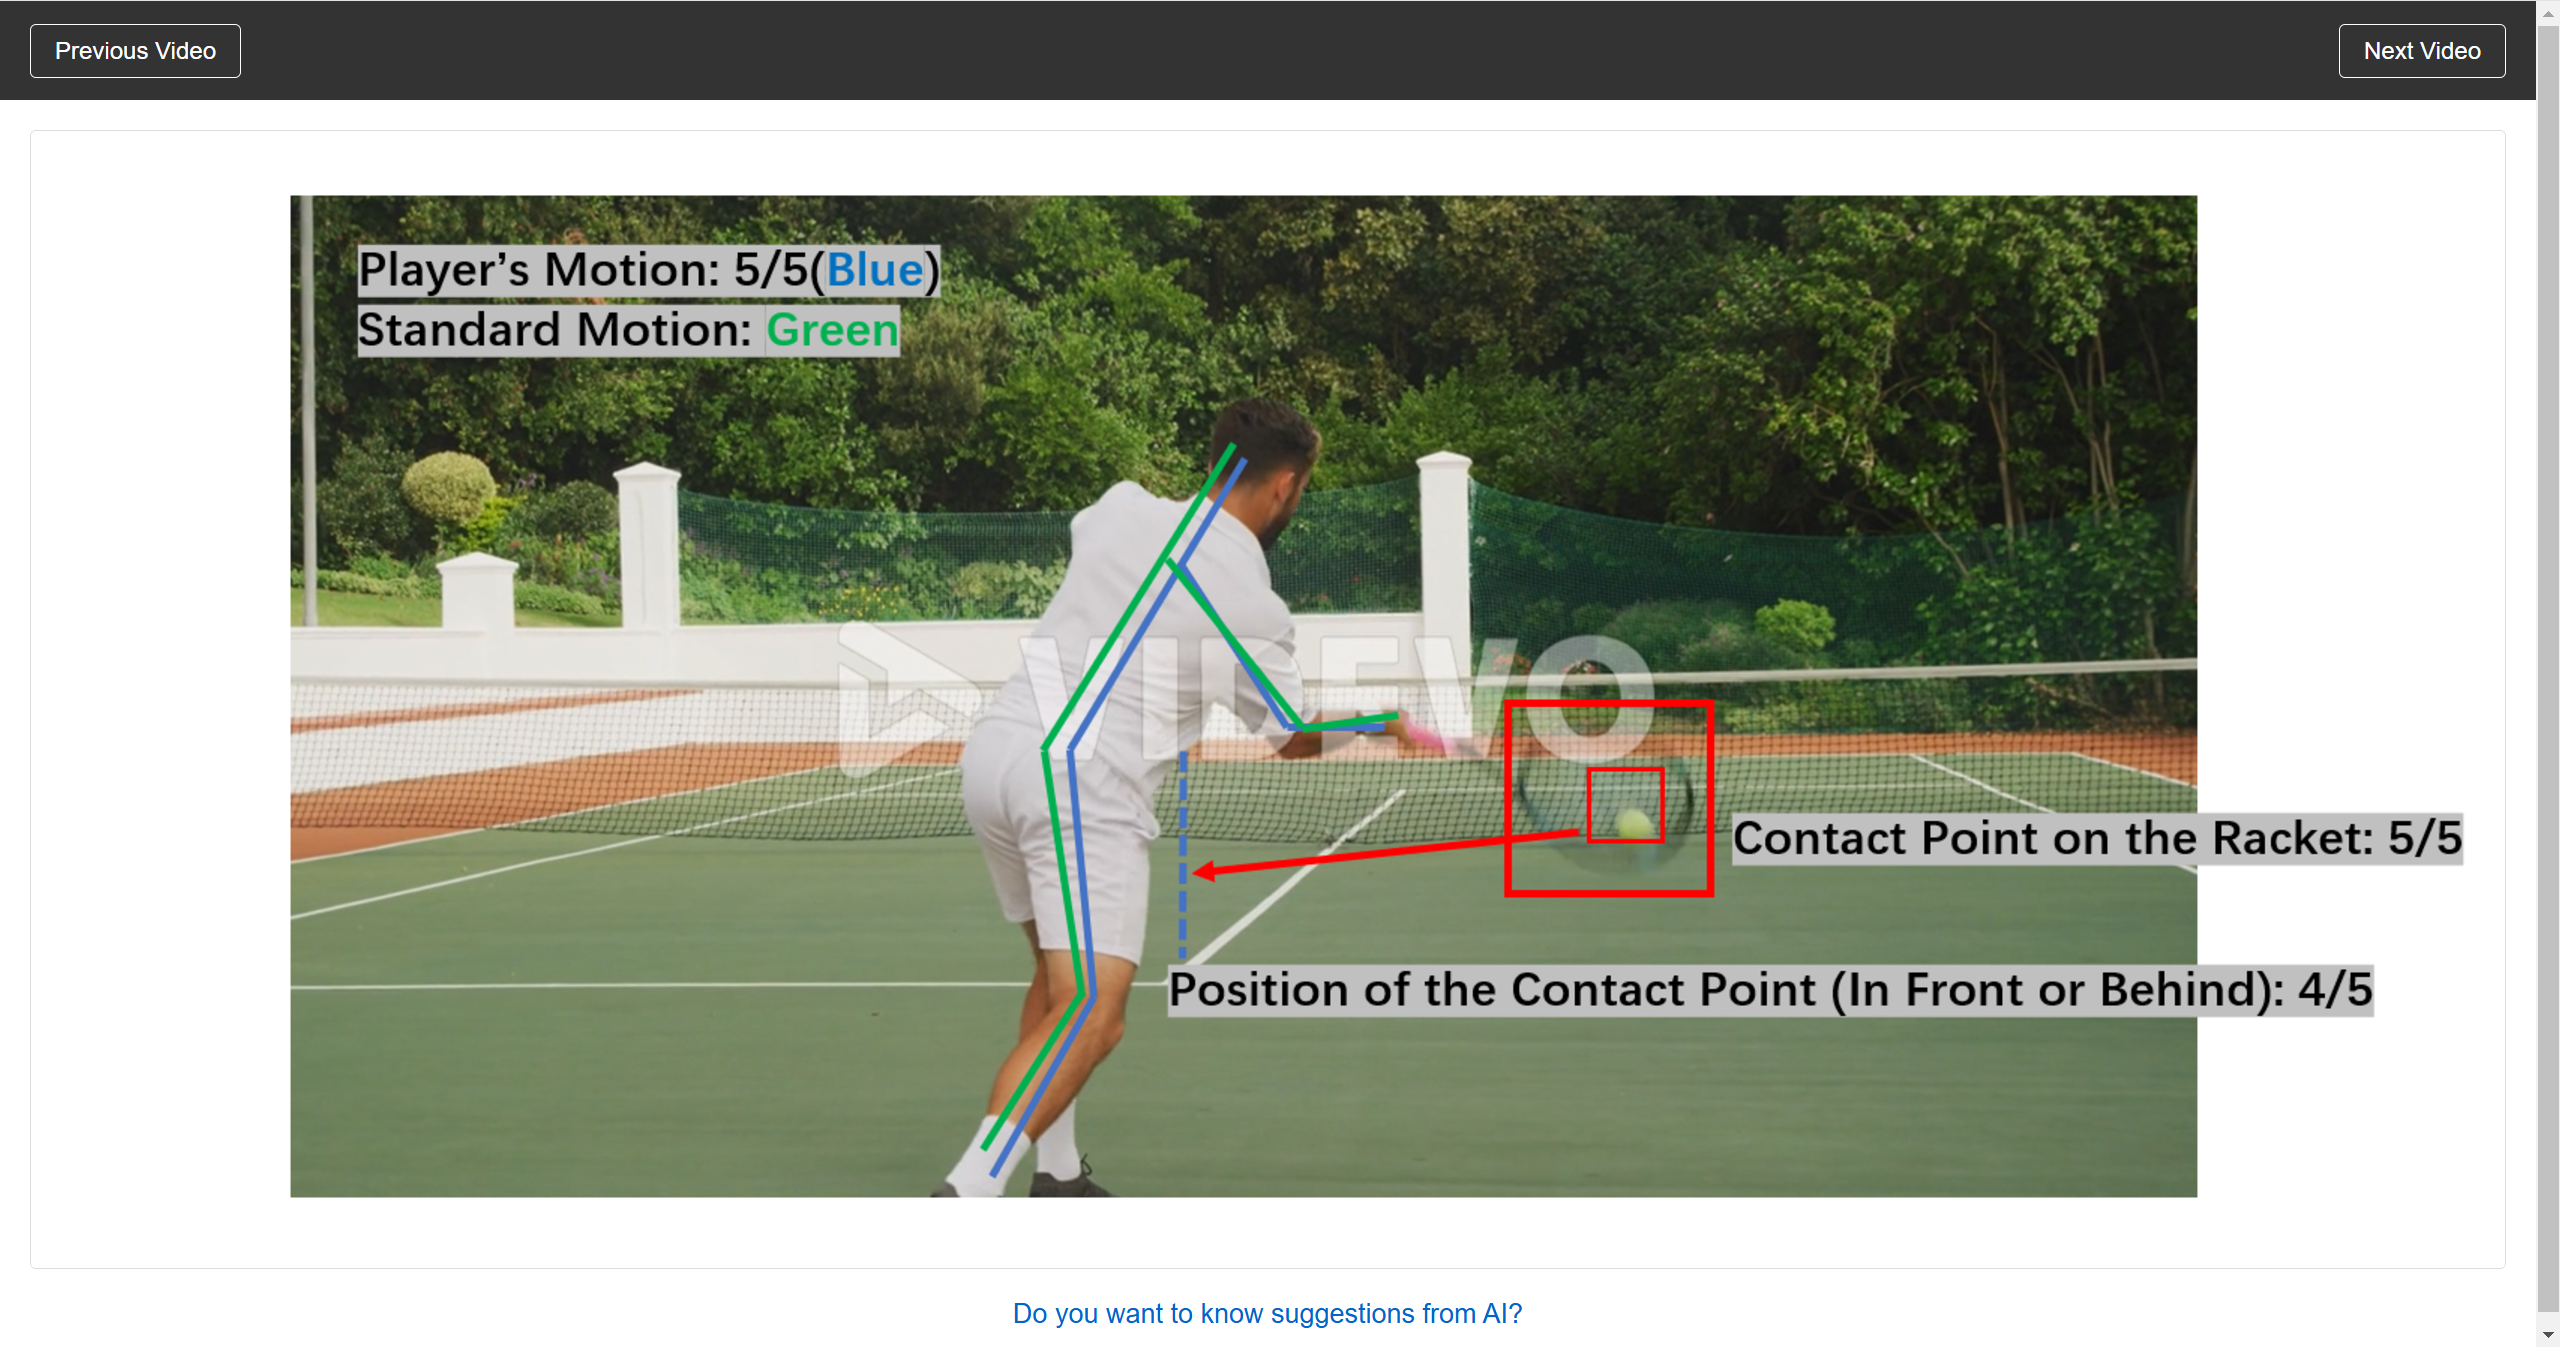 Previous Video
Next Video
Player’s Motion: 5/5(Blue)
Standard Motion: Green
VIDEVO
Contact Point on the Racket: 5/5
Position of the Contact Point (In Front or Behind): 4/5
Do you want to know suggestions from AI?